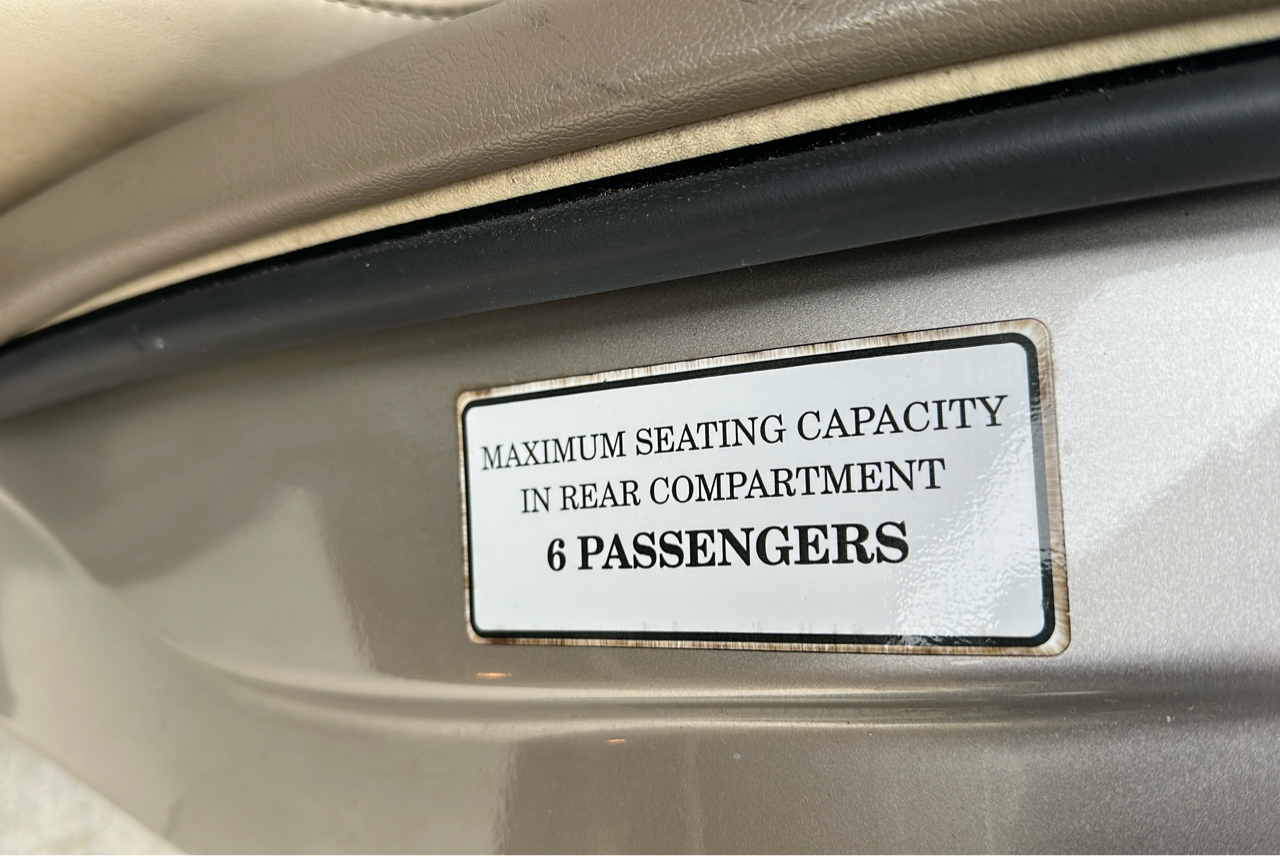 MAXIMUM SEATING CAPACITY
IN REAR COMPARTMENT
6 PASSENGERS